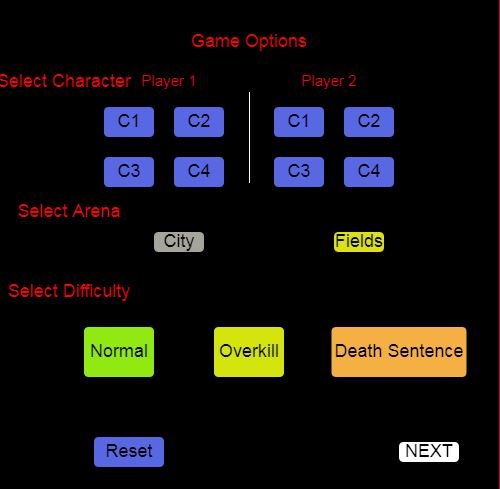 Game Options
Select Character Player 1 Player 2
C1 C2 C1 C2
C3 C4 C3 C4
Select Arena
City Fields
Select Difficulty
Normal Overkill Death Sentence
Reset NEXT